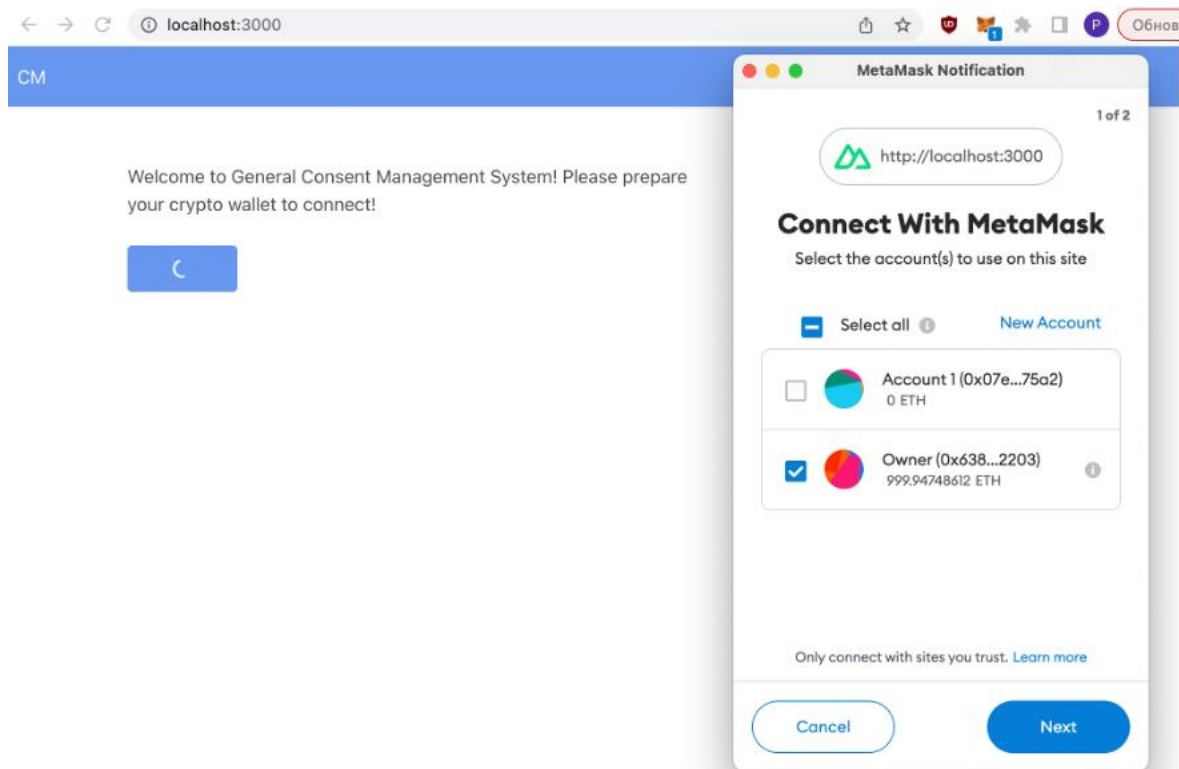 localhost:3000
1
P
Обнов
CM
Welcome to General Consent Management System! Please prepare
your crypto wallet to connect!
MetaMask Notification
1 of 2
http://localhost:3000
Connect With MetaMask
Select the account(s) to use on this site
Select all
New Account
Account 1 (0x07e...75a2)
0 ETH
Owner (0x638...2203)
999.94748612 ETH
Only connect with sites you trust. Learn more
Cancel
Next